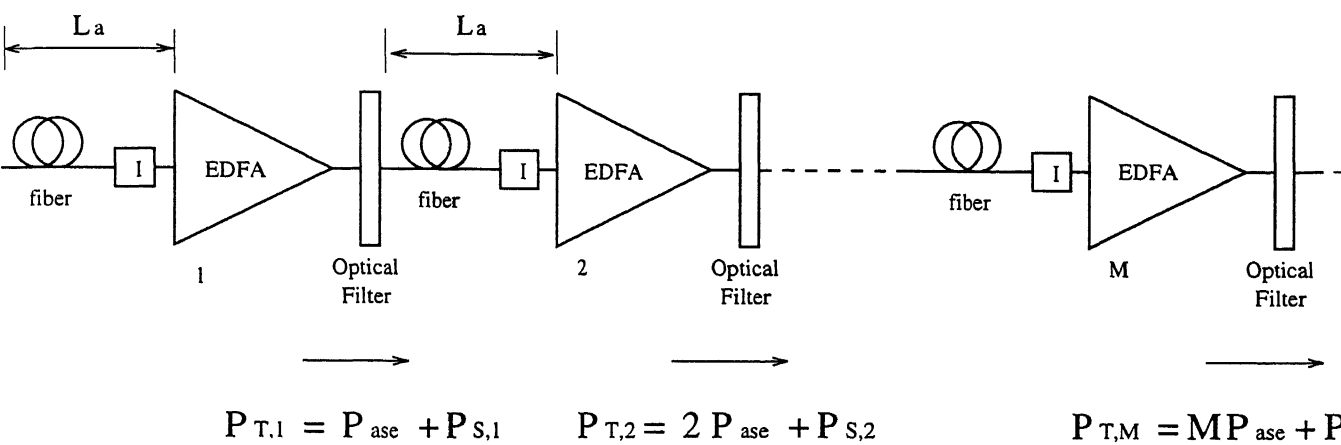 La La
fiber I EDFA fiber I EDFA fiber I EDFA
1 Optical Filter 2 Optical Filter M Optical Filter
P T,1 = P ase + P S,1
P T,2 = 2 P ase + P S,2
P T,M = M P ase + P